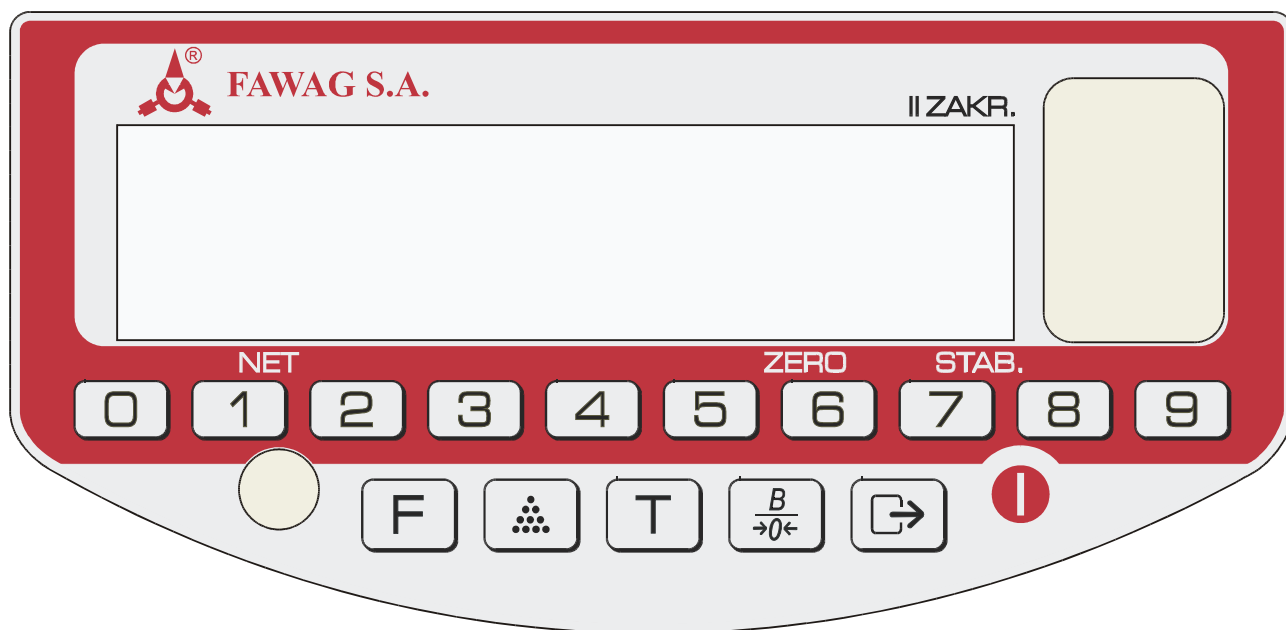 ®
FAWAG S.A.
II ZAKR.
NET ZERO STAB.
0 1 2 3 4 5 6 7 8 9
F T B →0←